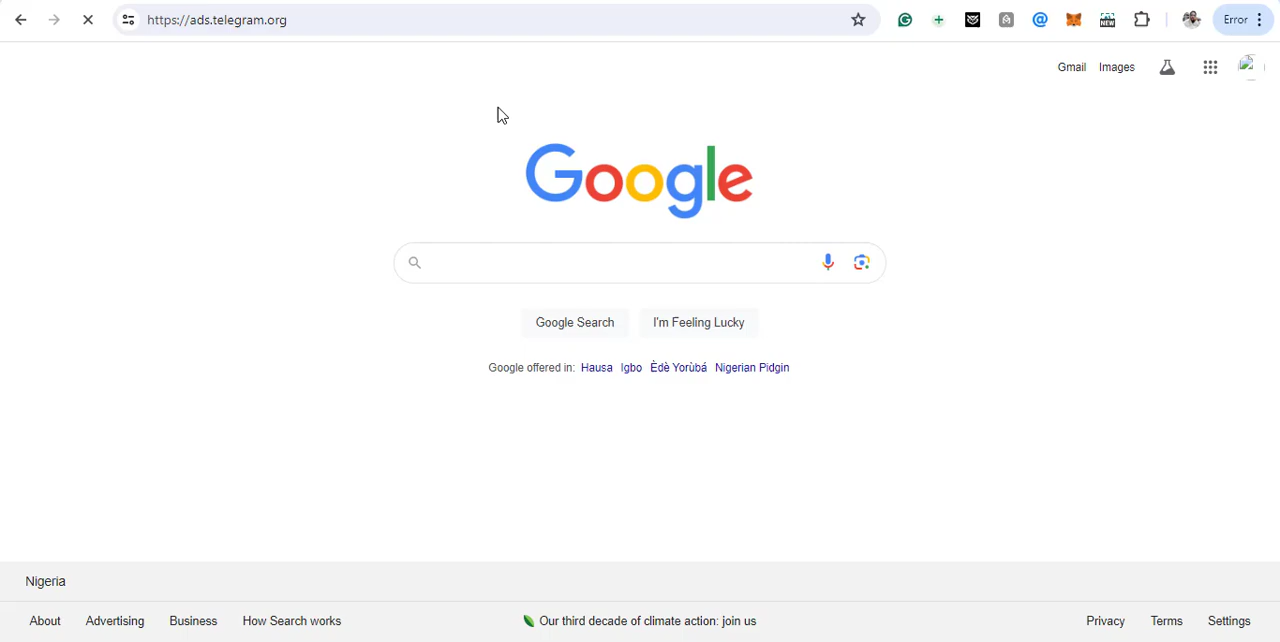 https://ads.telegram.org
NEW
Error
Gmail Images
Google
Google Search I'm Feeling Lucky
Google offered in: Hausa Igbo Èdè Yorùbá Nigerian Pidgin
Nigeria
About Advertising Business How Search works Our third decade of climate action: join us Privacy Terms Settings